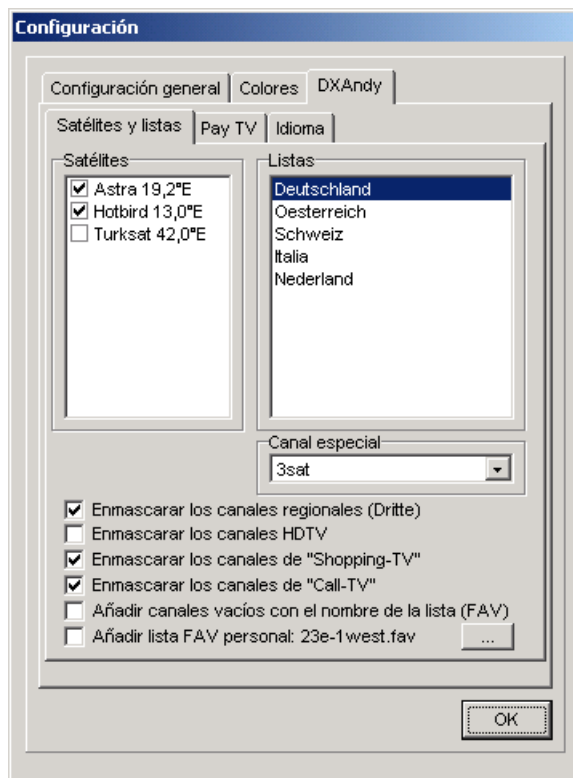 Configuración
Configuración general
Colores
DXAndy
Satélites y listas
Pay TV
Idioma
Satélites
Astra 19,2°E
Hotbird 13,0°E
Turksat 42,0°E
Listas
Deutschland
Oesterreich
Schweiz
Italia
Nederland
Canal especial
3sat
Enmascarar los canales regionales (Dritte)
Enmascarar los canales HDTV
Enmascarar los canales de "Shopping-TV"
Enmascarar los canales de "Call-TV"
Añadir canales vacíos con el nombre de la lista (FAV)
Añadir lista FAV personal: 23e-1west.fav
...
OK